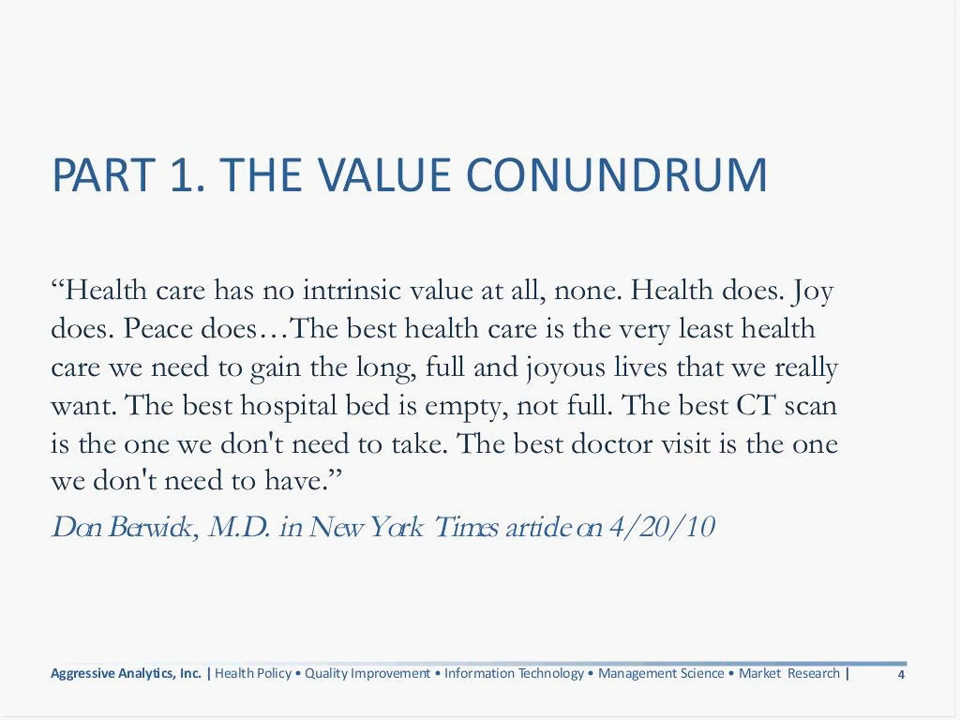 PART 1. THE VALUE CONUNDRUM
“Health care has no intrinsic value at all, none. Health does. Joy
does. Peace does…The best health care is the very least health
care we need to gain the long, full and joyous lives that we really
want. The best hospital bed is empty, not full. The best CT scan
is the one we don't need to take. The best doctor visit is the one
we don't need to have.”
Don Berwick, M.D. in New York Times article on 4/20/10
Aggressive Analytics, Inc. | Health Policy • Quality Improvement • Information Technology • Management Science • Market Research | 4